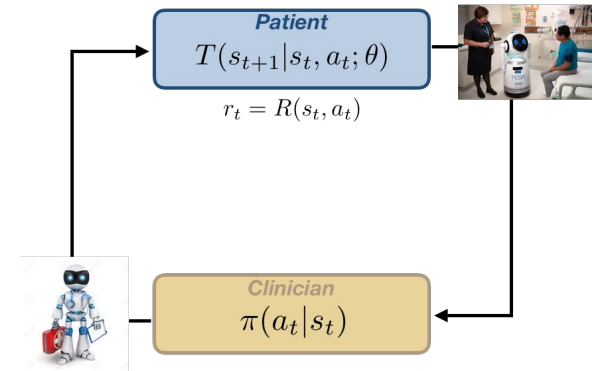 Patient
T(s_{t+1}|s_t, a_t; θ)
r_t = R(s_t, a_t)
Clinician
π(a_t|s_t)